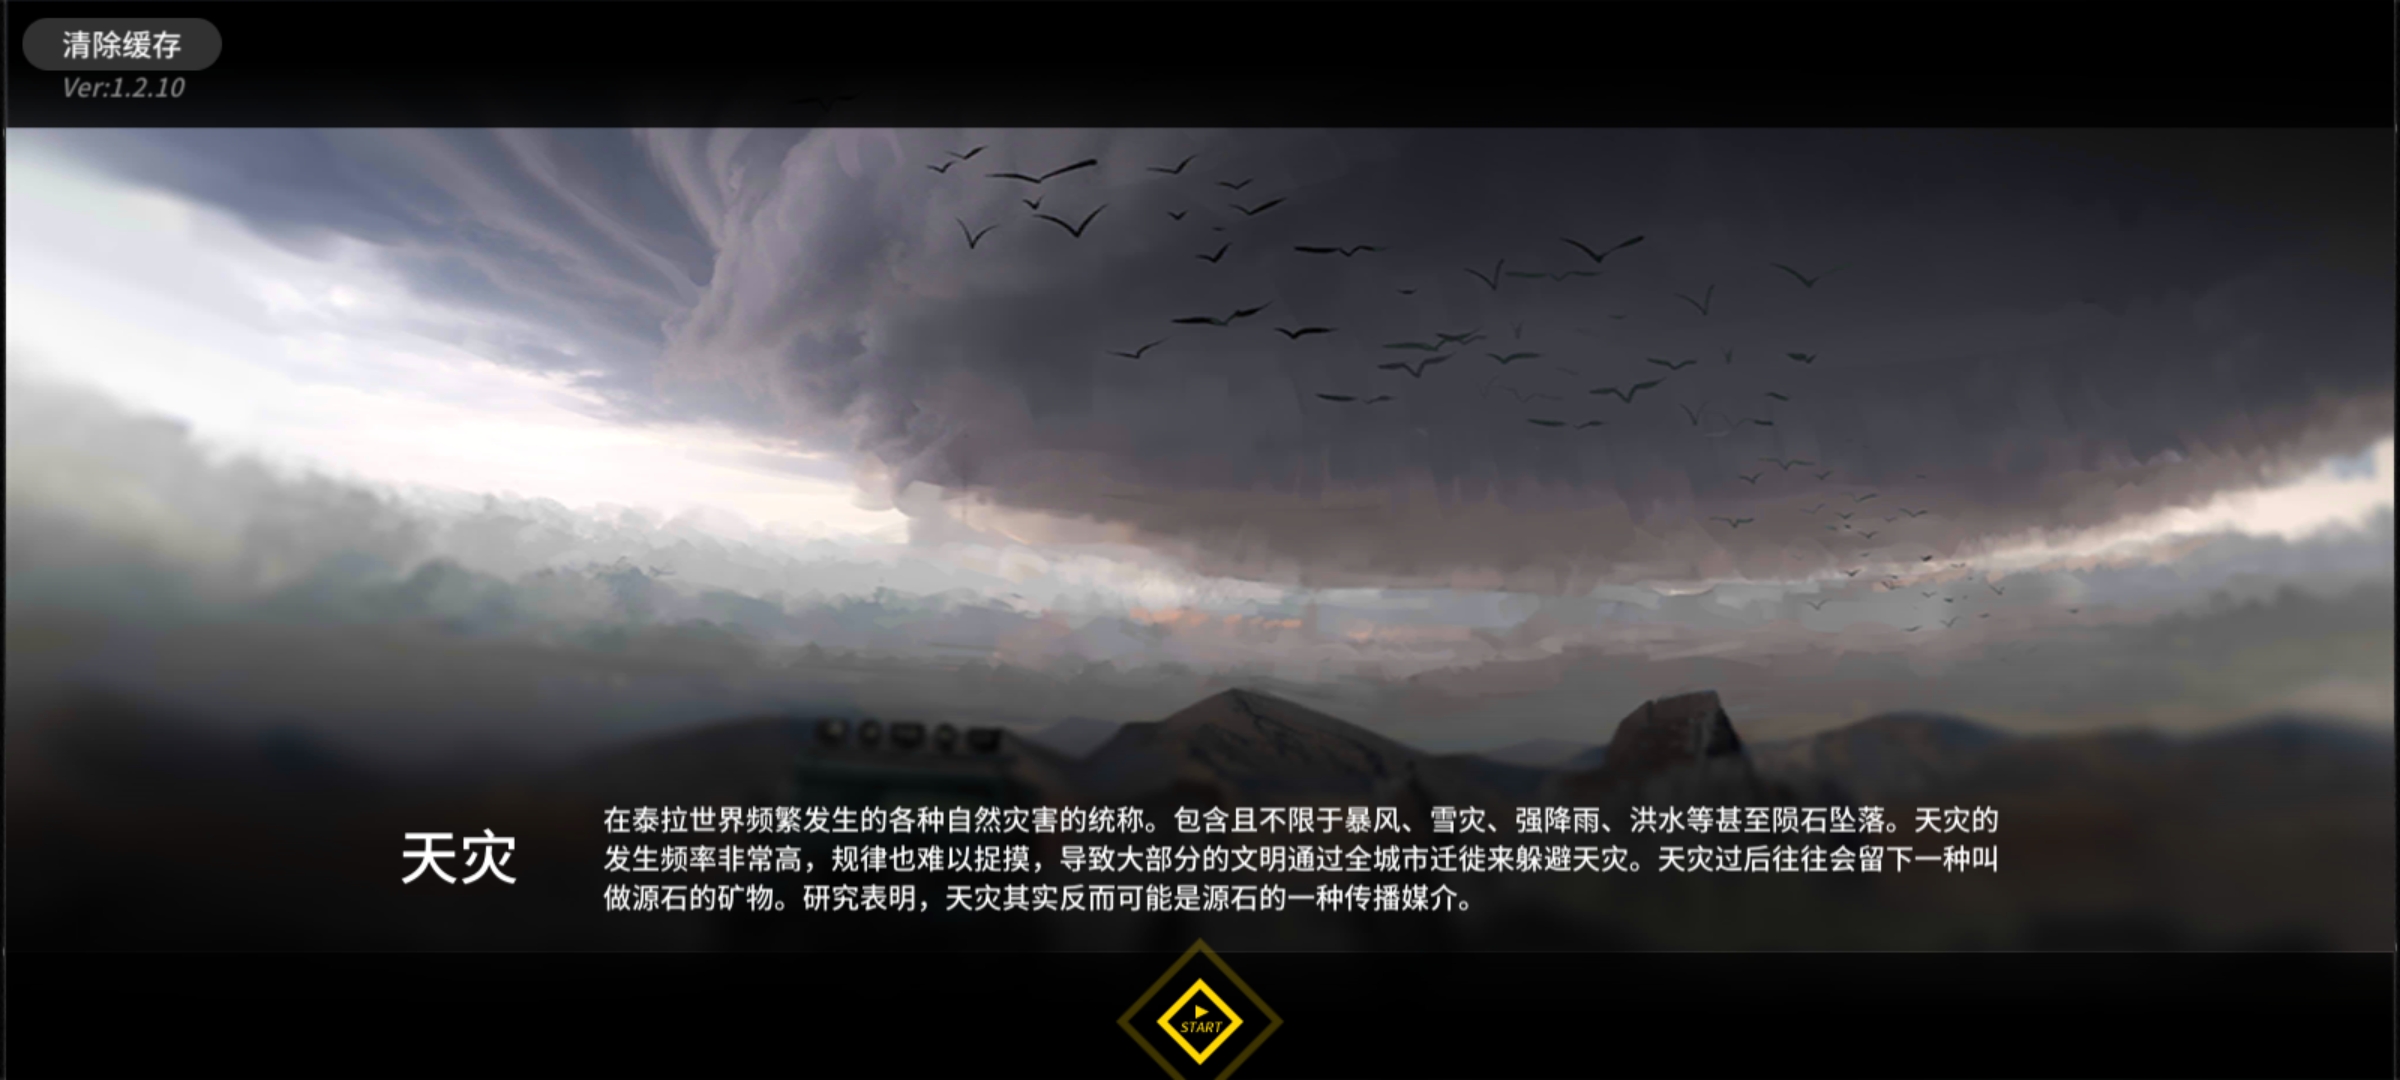 清除缓存
Ver:1.2.10
天灾
在泰拉世界频繁发生的各种自然灾害的统称。包含且不限于暴风、雪灾、强降雨、洪水等甚至陨石坠落。天灾的
发生频率非常高，规律也难以捉摸，导致大部分的文明通过全城市迁徙来躲避天灾。天灾过后往往会留下一种叫
做源石的矿物。研究表明，天灾其实反而可能是源石的一种传播媒介。
START